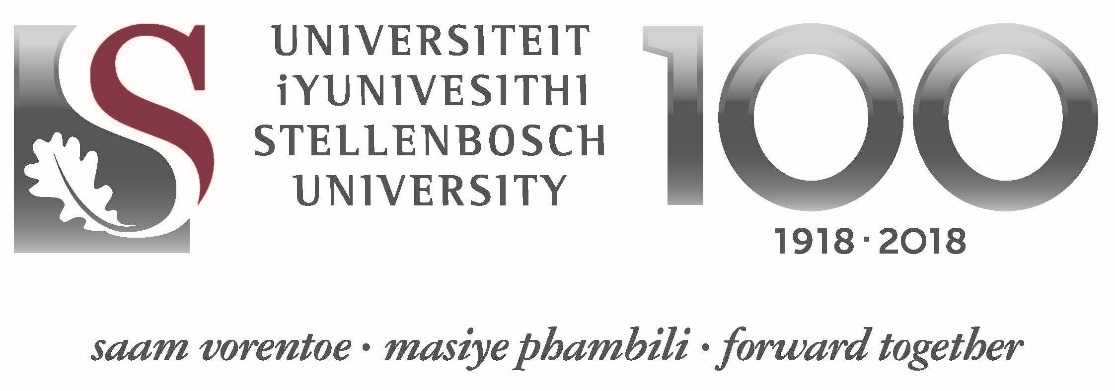 UNIVERSITEIT
iYUNIVESITHI
STELLENBOSCH
UNIVERSITY
100
1918 · 2018
saam vorentoe · masiye phambili · forward together